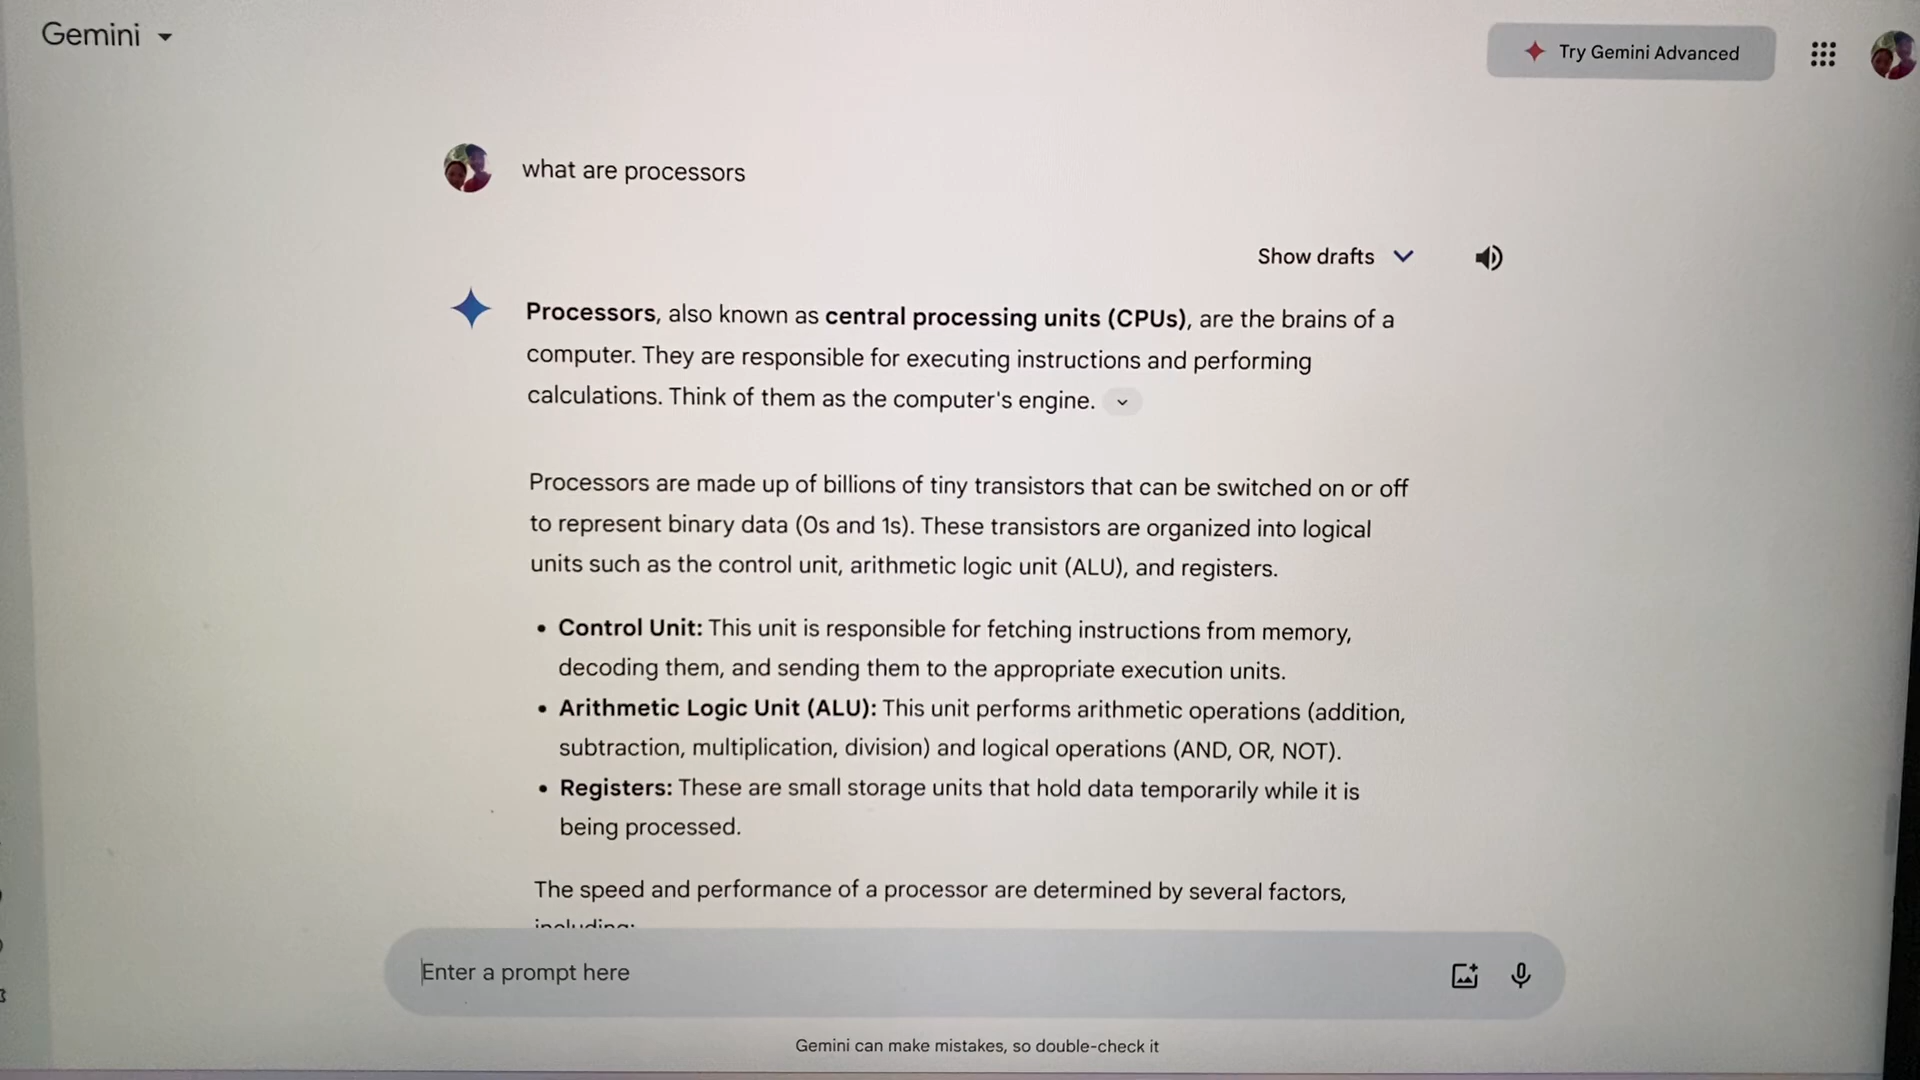 Gemini
Try Gemini Advanced
what are processors
Show drafts
Processors, also known as central processing units (CPUs), are the brains of a
computer. They are responsible for executing instructions and performing
calculations. Think of them as the computer's engine.
Processors are made up of billions of tiny transistors that can be switched on or off
to represent binary data (0s and 1s). These transistors are organized into logical
units such as the control unit, arithmetic logic unit (ALU), and registers.
• Control Unit: This unit is responsible for fetching instructions from memory,
decoding them, and sending them to the appropriate execution units.
• Arithmetic Logic Unit (ALU): This unit performs arithmetic operations (addition,
subtraction, multiplication, division) and logical operations (AND, OR, NOT).
• Registers: These are small storage units that hold data temporarily while it is
being processed.
The speed and performance of a processor are determined by several factors,
including:
Enter a prompt here
Gemini can make mistakes, so double-check it